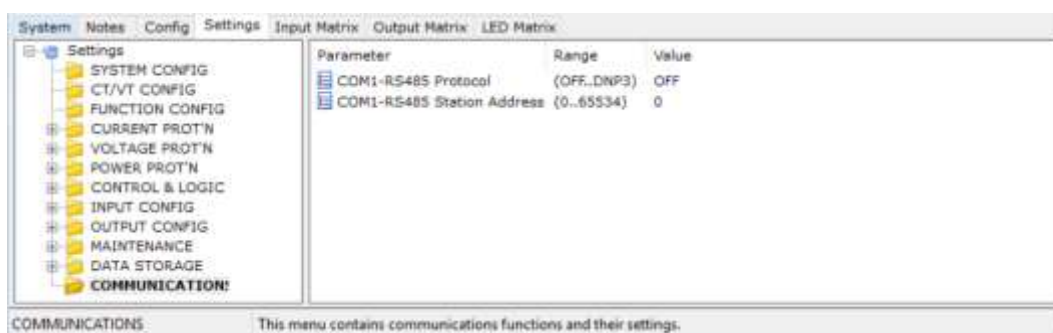 System Notes Config Settings Input Matrix Output Matrix LED Matrix
Settings
SYSTEM CONFIG
CT/VT CONFIG
FUNCTION CONFIG
CURRENT PROT'N
VOLTAGE PROT'N
POWER PROT'N
CONTROL & LOGIC
INPUT CONFIG
OUTPUT CONFIG
MAINTENANCE
DATA STORAGE
COMMUNICATION!
Parameter Range Value
COM1-RS485 Protocol (OFF..DNP3) OFF
COM1-RS485 Station Address (0..65534) 0
COMMUNICATIONS This menu contains communications functions and their settings.